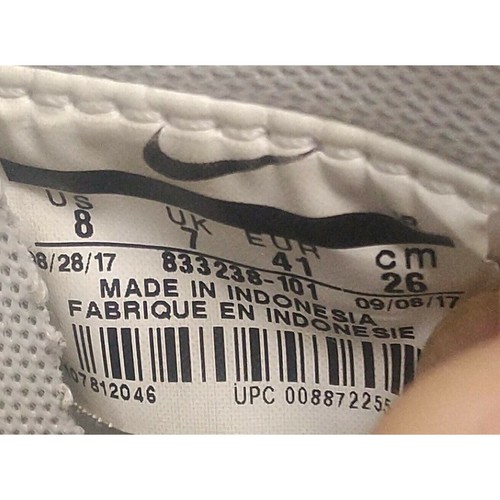 US UK EUR cm
8 7 41 26
08/28/17 833238-101 09/08/17
MADE IN INDONESIA
FABRIQUE EN INDONESIE
107812046 UPC 008872255